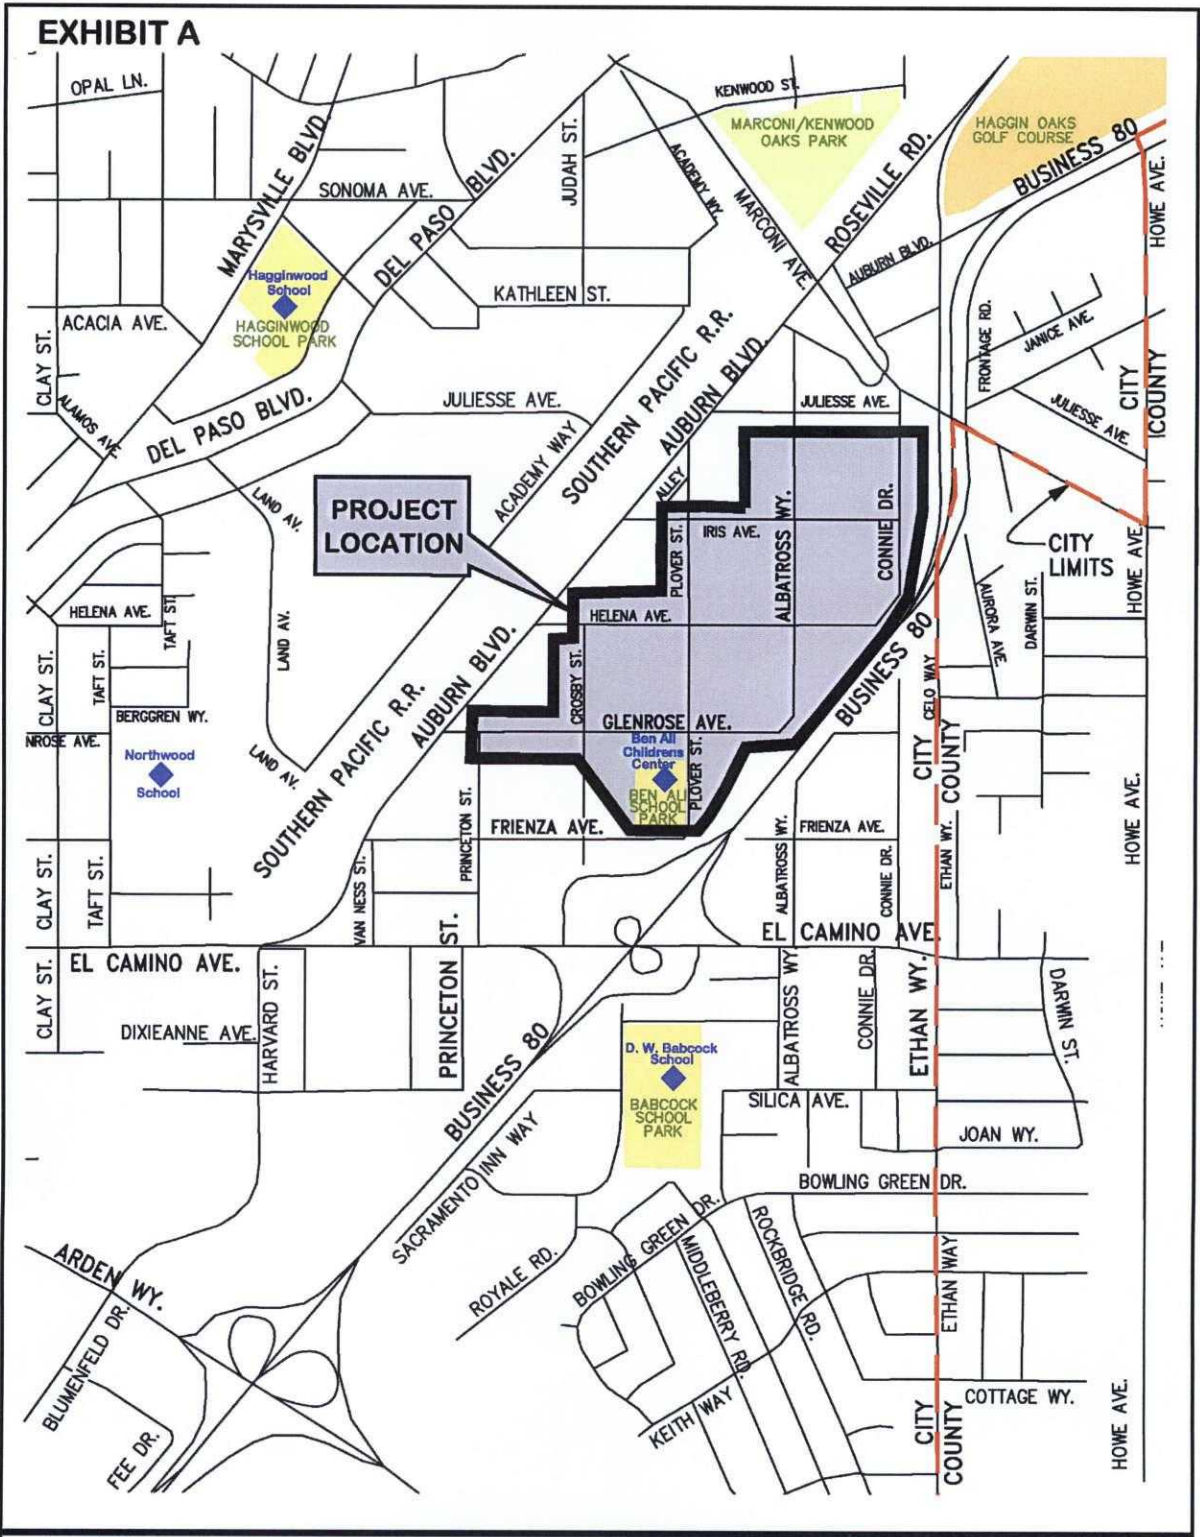 EXHIBIT A
OPAL LN.
KENWOOD ST.
MARCONI/KENWOOD
OAKS PARK
HAGGIN OAKS
GOLF COURSE
BUSINESS 80
MARYSVILLE BLVD.
SONOMA AVE.
DEL PASO BLVD.
JUDAH ST.
ACADEMY WY.
MARCONI AVE.
ROSEVILLE RD.
AUBURN BLVD.
HOWE AVE.
Hagginwood
School
HAGGINWOOD
SCHOOL PARK
KATHLEEN ST.
ACACIA AVE.
CLAY ST.
ALAMOS AVE.
DEL PASO BLVD.
JULIESSE AVE.
ACADEMY WAY
SOUTHERN PACIFIC R.R.
AUBURN BLVD.
JULIESSE AVE.
FRONTAGE RD.
JANICE AVE.
JULIESSE AVE.
CITY
COUNTY
PROJECT
LOCATION
LAND AV.
ALLEY
IRIS AVE.
PLOVER ST.
ALBATROSS WY.
CONNIE DR.
CITY
LIMITS
HOWE AVE.
HELENA AVE.
TAFT ST.
LAND AV.
HELENA AVE.
AURORA AVE.
DARWIN ST.
CLAY ST.
TAFT ST.
BERGGREN WY.
NROSE AVE.
LAND AV.
SOUTHERN PACIFIC R.R.
AUBURN BLVD.
CROSBY ST.
GLENROSE AVE.
BUSINESS 80
CELO WAY
CITY
COUNTY
Northwood
School
Ben Ali
Childrens
Center
BEN ALI
SCHOOL
PARK
PLOVER ST.
HOWE AVE.
FRIENZA AVE.
PRINCETON ST.
VAN NESS ST.
ALBATROSS WY.
FRIENZA AVE.
CONNIE DR.
ETHAN WY.
CLAY ST.
TAFT ST.
EL CAMINO AVE.
EL CAMINO AVE.
CLAY ST.
DIXIEANNE AVE.
HARVARD ST.
PRINCETON ST.
BUSINESS 80
D. W. Babcock
School
BABCOCK
SCHOOL
PARK
ALBATROSS WY.
CONNIE DR.
ETHAN WY.
DARWIN ST.
SILICA AVE.
JOAN WY.
BOWLING GREEN DR.
SACRAMENTO INN WAY
ROYALE RD.
BOWLING GREEN DR.
MIDDLEBERRY RD.
ROCKBRIDGE RD.
ETHAN WAY
ARDEN WY.
BLUMENFELD DR.
FEE DR.
KEITH WAY
COTTAGE WY.
CITY
COUNTY
HOWE AVE.